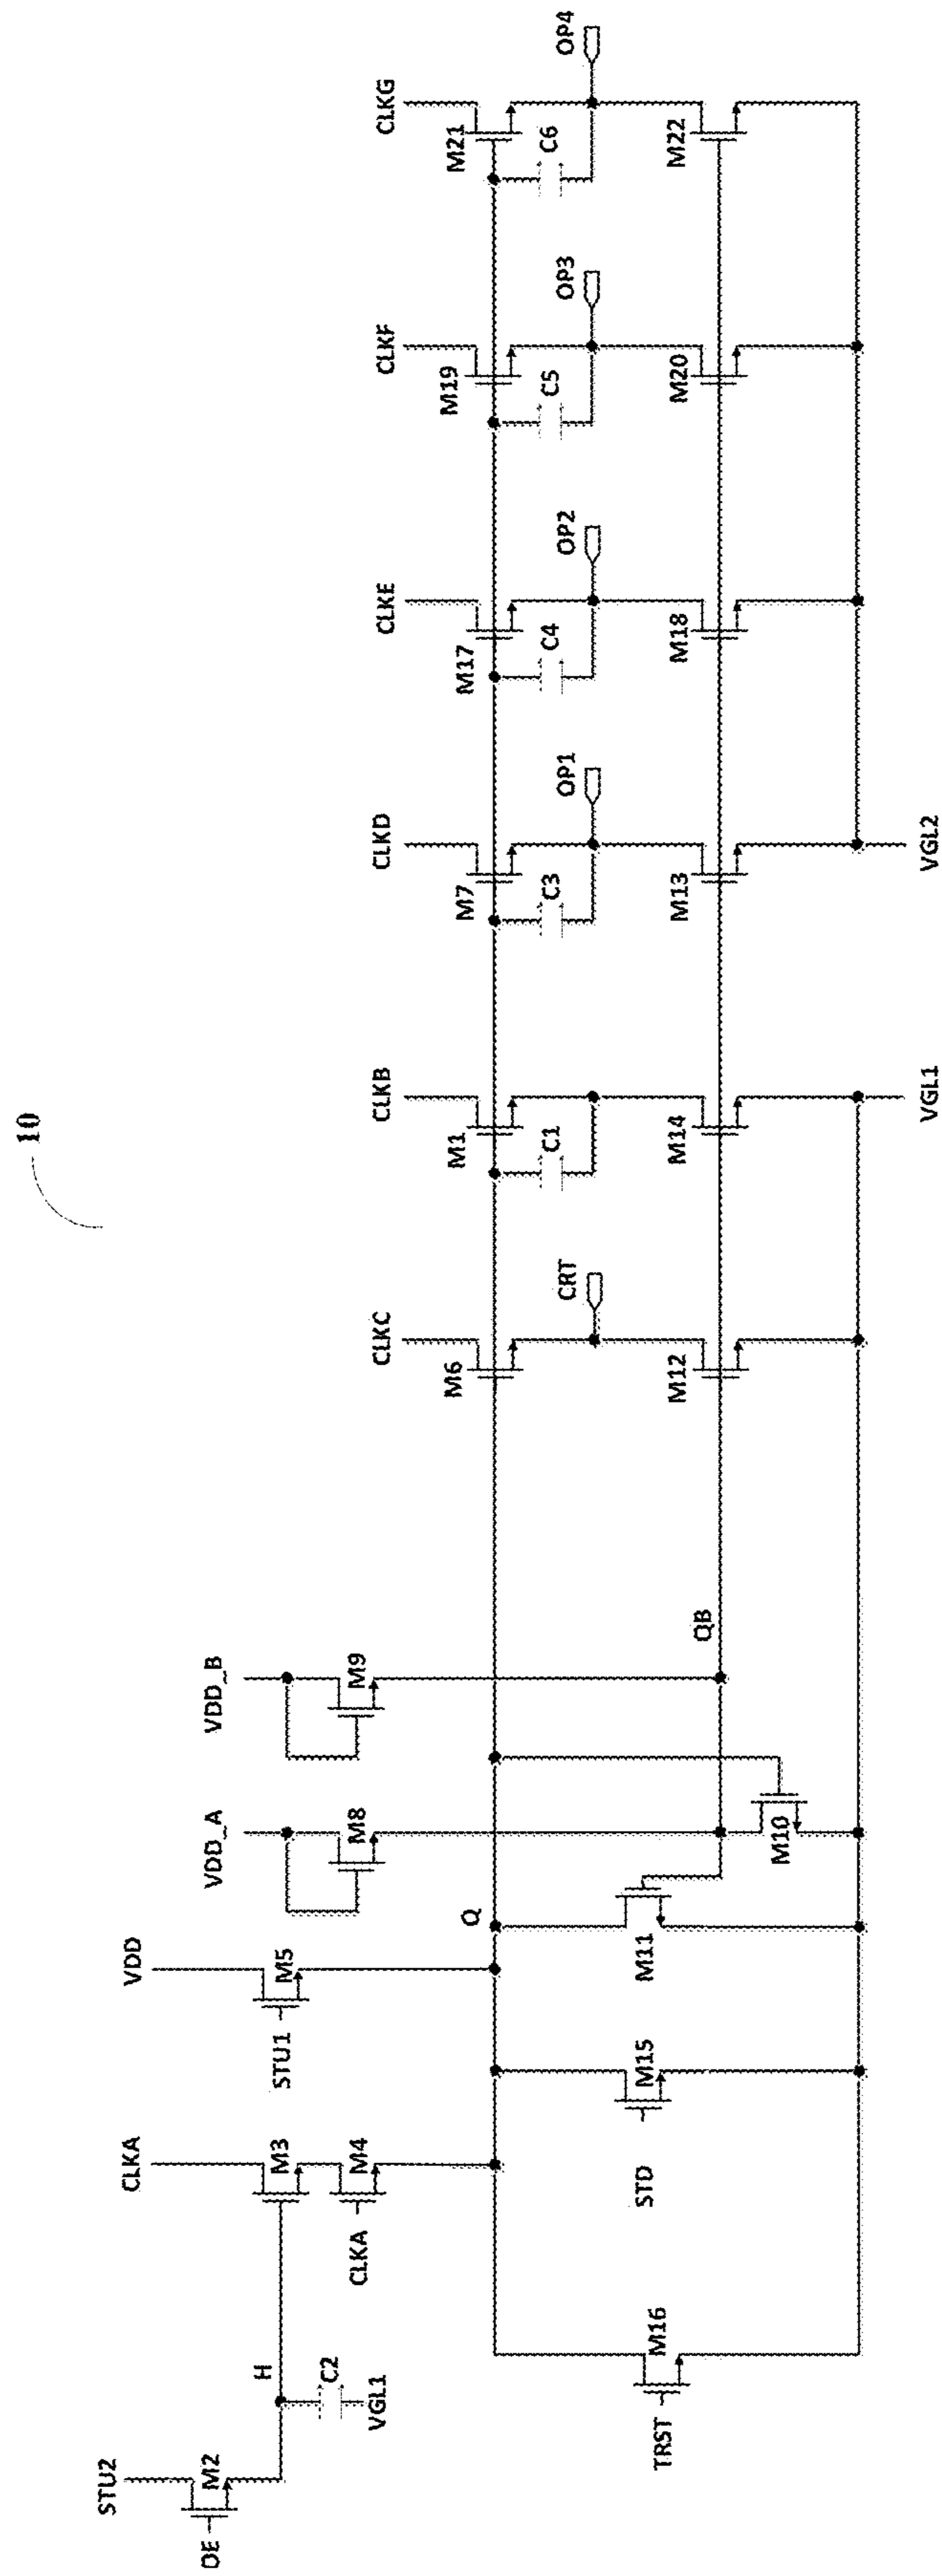 10
STU2
OE
M2
H
C2
VGL1
CLKA
M3
M4
CLKA
VDD
M5
STU1
VDD_A
M8
VDD_B
M9
Q
QB
TRST
M16
STD
M15
M11
M10
CLKC
M6
CRT
M12
CLKB
M1
C1
M14
VGL1
CLKD
M7
C3
OP1
M13
VGL2
CLKE
M17
C4
OP2
M18
CLKF
M19
C5
OP3
M20
CLKG
M21
C6
OP4
M22